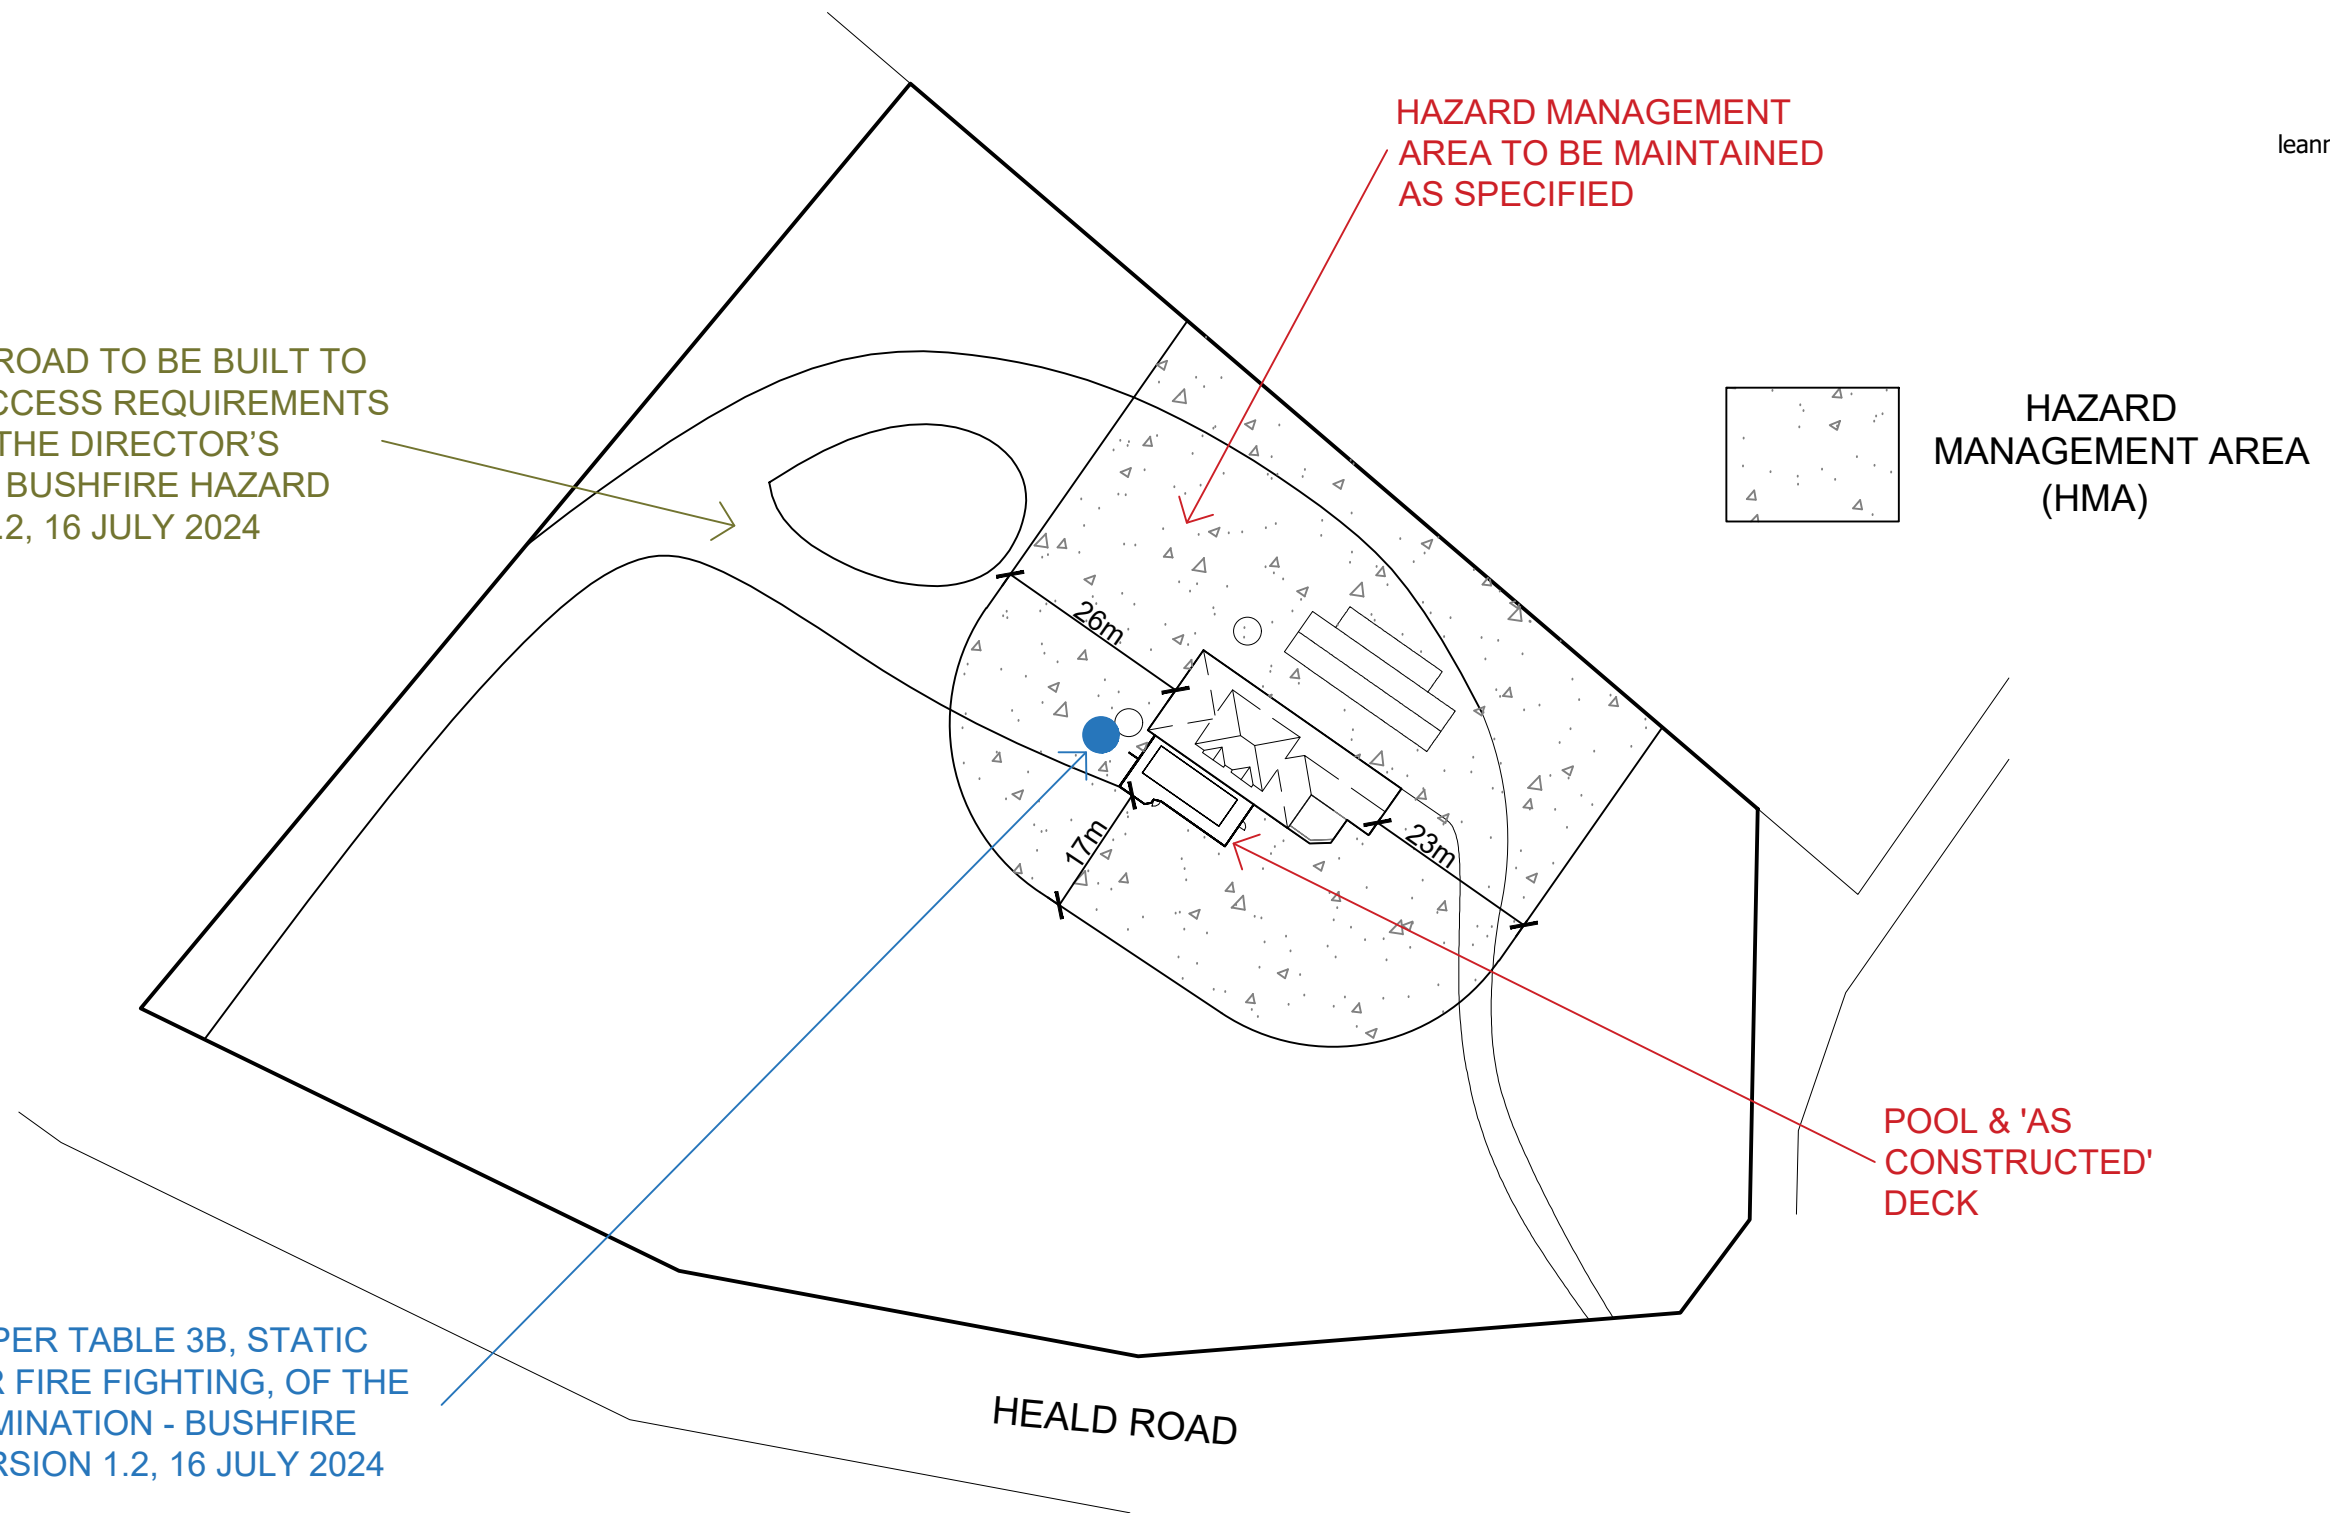 HAZARD MANAGEMENT
AREA TO BE MAINTAINED
AS SPECIFIED
leann
ROAD TO BE BUILT TO
CCESS REQUIREMENTS
THE DIRECTOR'S
BUSHFIRE HAZARD
.2, 16 JULY 2024
HAZARD
MANAGEMENT AREA
(HMA)
26m
17m
23m
POOL & 'AS
CONSTRUCTED'
DECK
PER TABLE 3B, STATIC
R FIRE FIGHTING, OF THE
MINATION - BUSHFIRE
RSION 1.2, 16 JULY 2024
HEALD ROAD